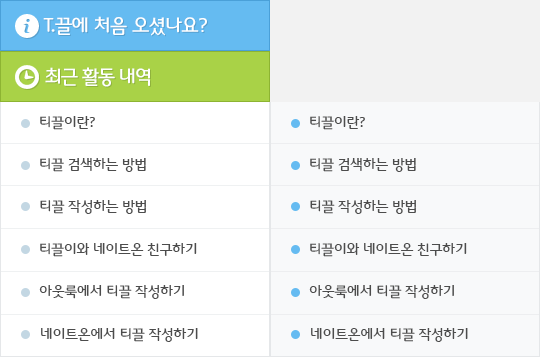 T.끌에 처음 오셨나요?
최근 활동 내역
티끌이란?
티끌 검색하는 방법
티끌 작성하는 방법
티끌이와 네이트온 친구하기
아웃룩에서 티끌 작성하기
네이트온에서 티끌 작성하기
티끌이란?
티끌 검색하는 방법
티끌 작성하는 방법
티끌이와 네이트온 친구하기
아웃룩에서 티끌 작성하기
네이트온에서 티끌 작성하기